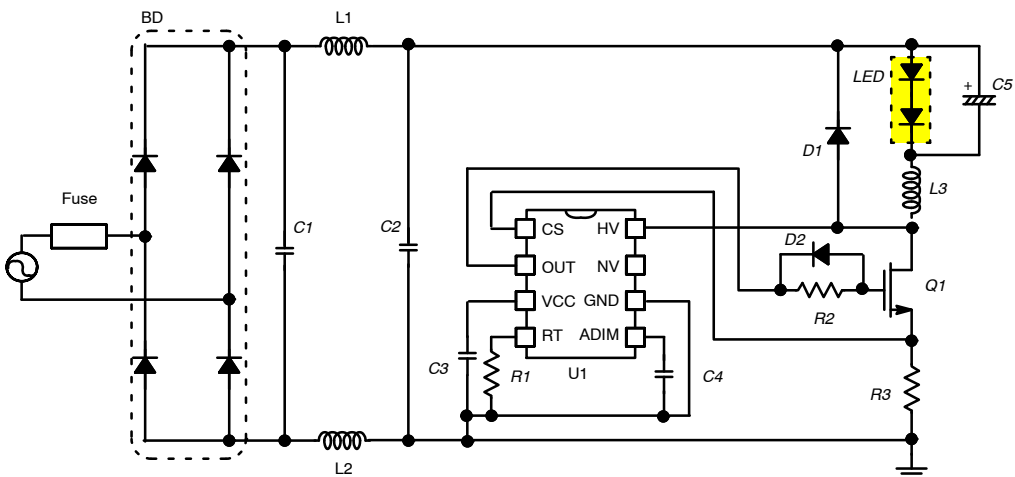 BD
L1
LED
+
C5
D1
L3
Fuse
C1
C2
CS
HV
D2
OUT
NV
Q1
VCC
GND
R2
RT
ADIM
C3
R1
U1
C4
R3
L2